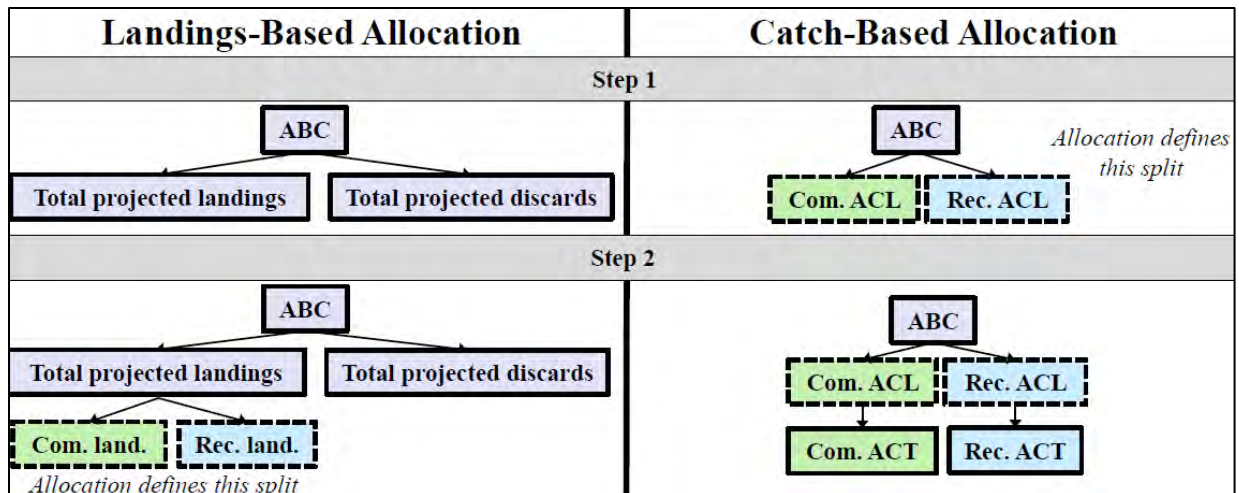 Landings-Based Allocation
Catch-Based Allocation
Step 1
ABC
Total projected landings
Total projected discards
ABC
Allocation defines
this split
Com. ACL
Rec. ACL
Step 2
ABC
Total projected landings
Total projected discards
Com. land.
Rec. land.
Allocation defines this split
ABC
Com. ACL
Rec. ACL
Com. ACT
Rec. ACT